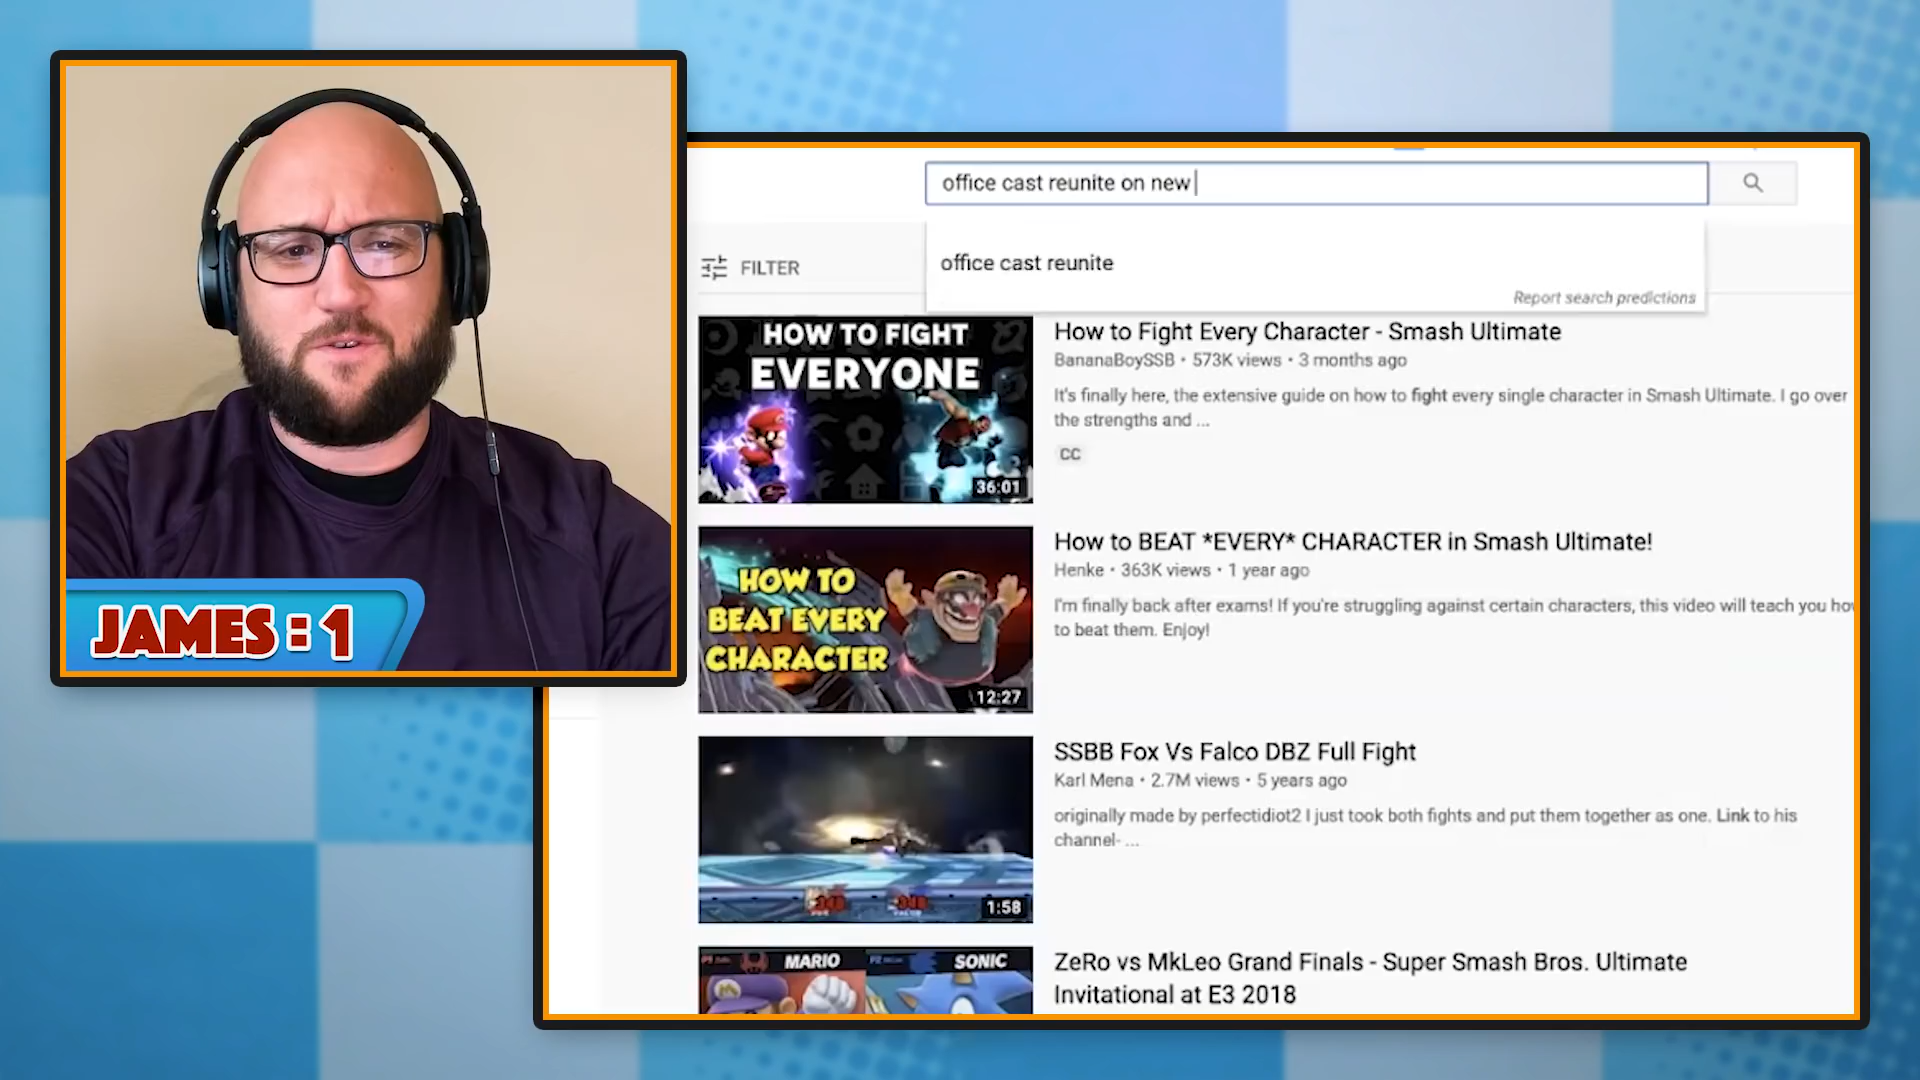 office cast reunite on new
office cast reunite
Report search predictions
FILTER
HOW TO FIGHT
EVERYONE
36:01
How to Fight Every Character - Smash Ultimate
BananaBoySSB • 573K views • 3 months ago
It's finally here, the extensive guide on how to fight every single character in Smash Ultimate. I go over
the strengths and ...
CC
HOW TO
BEAT EVERY
CHARACTER
12:27
How to BEAT *EVERY* CHARACTER in Smash Ultimate!
Henke • 363K views • 1 year ago
I'm finally back after exams! If you're struggling against certain characters, this video will teach you
to beat them. Enjoy!
JAMES : 1
1:58
SSBB Fox Vs Falco DBZ Full Fight
Karl Mena • 2.7M views • 5 years ago
originally made by perfectidiot2 I just took both fights and put them together as one. Link to his
channel- ...
MARIO
SONIC
ZeRo vs MkLeo Grand Finals - Super Smash Bros. Ultimate
Invitational at E3 2018